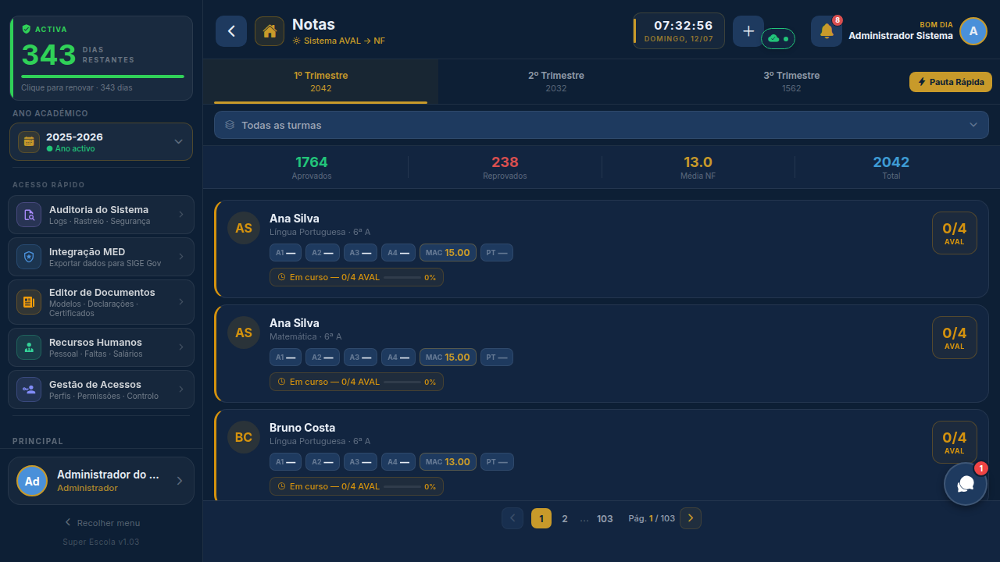 ACTIVA
343 DIAS RESTANTES
Clique para renovar · 343 dias
ANO ACADÉMICO
2025-2026
Ano activo
ACESSO RÁPIDO
Auditoria do Sistema
Logs · Rastreio · Segurança
Integração MED
Exportar dados para SIGE Gov
Editor de Documentos
Modelos · Declarações ·
Certificados
Recursos Humanos
Pessoal · Faltas · Salários
Gestão de Acessos
Perfis · Permissões · Controlo
PRINCIPAL
Ad
Administrador do ...
Administrador
Recolher menu
Super Escola v1.03
Notas
Sistema AVAL → NF
07:32:56
DOMINGO, 12/07
8
BOM DIA
Administrador Sistema
A
1º Trimestre
2042
2º Trimestre
2032
3º Trimestre
1562
Pauta Rápida
Todas as turmas
1764
Aprovados
238
Reprovados
13.0
Média NF
2042
Total
AS
Ana Silva
Língua Portuguesa · 6ª A
A1 — A2 — A3 — A4 — MAC 15.00 PT —
Em curso — 0/4 AVAL 0%
0/4
AVAL
AS
Ana Silva
Matemática · 6ª A
A1 — A2 — A3 — A4 — MAC 15.00 PT —
Em curso — 0/4 AVAL 0%
0/4
AVAL
BC
Bruno Costa
Língua Portuguesa · 6ª A
A1 — A2 — A3 — A4 — MAC 13.00 PT —
Em curso — 0/4 AVAL 0%
0/4
AVAL
1
1 2 ... 103 Pág. 1 / 103